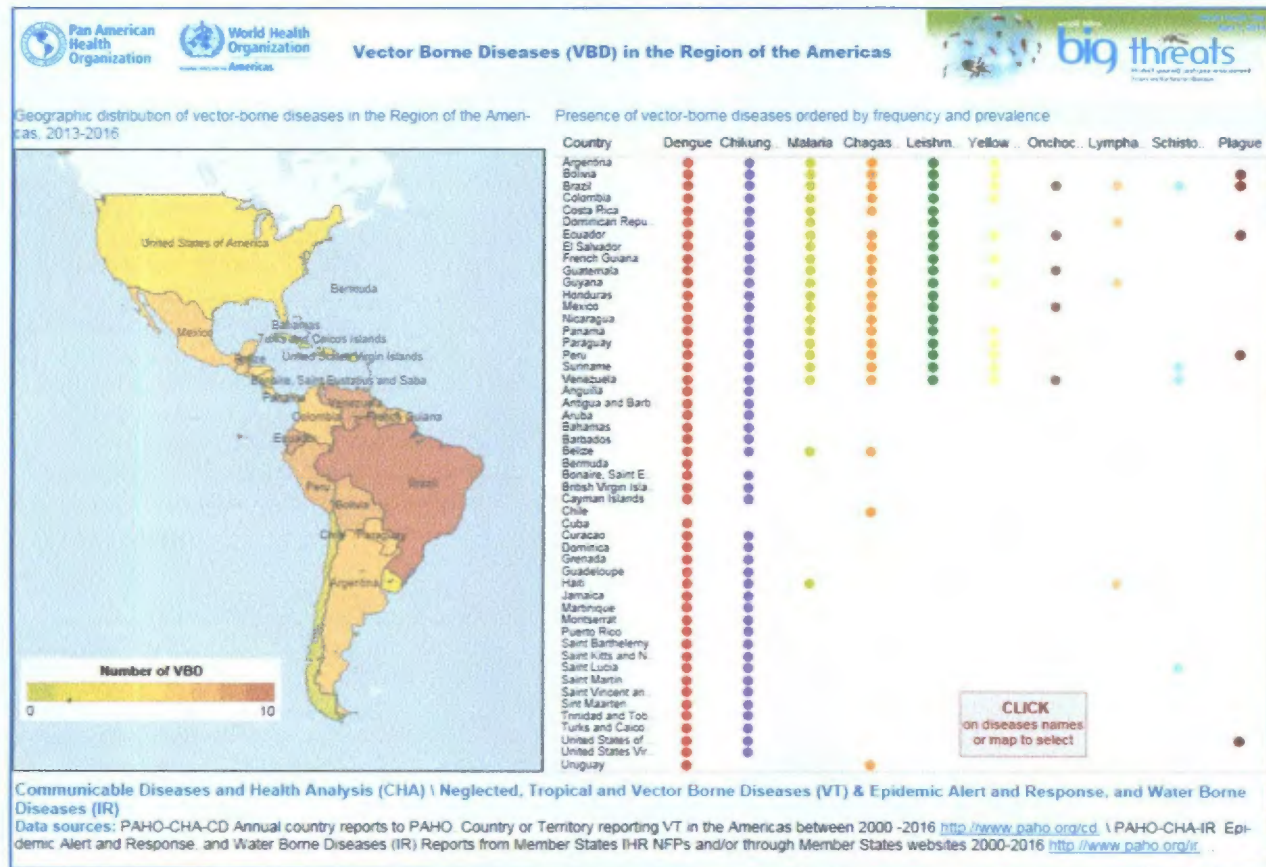 Pan American
Health
Organization
World Health
Organization
Americas
Vector Borne Diseases (VBD) in the Region of the Americas
big threats
Geographic distribution of vector-borne diseases in the Region of the Amen-
cas, 2013-2016
Presence of vector-borne diseases ordered by frequency and prevalence
Country Dengue Chikung.. Malaria Chagas.. Leishm.. Yellow .. Onchoc.. Lympha.. Schisto.. Plague
Argentina
Bolivia
Brazil
Colombia
Costa Rica
Dominican Repu..
Ecuador
El Salvador
French Guiana
Guatemala
Guyana
Honduras
Mexico
Nicaragua
Panama
Paraguay
Peru
Suriname
Venezuela
Anguilla
Antigua and Barb..
Aruba
Bahamas
Barbados
Belize
Bermuda
Bonaire, Saint E..
British Virgin Isla..
Cayman Islands
Chile
Cuba
Curacao
Dominica
Grenada
Guadeloupe
Haiti
Jamaica
Martinique
Montserrat
Puerto Rico
Saint Barthelemy
Saint Kitts and N..
Saint Lucia
Saint Martin
Saint Vincent an..
Sint Maarten
Trinidad and Tob..
Turks and Caico..
United States of ..
United States Vir..
Uruguay
United States of America
Bermuda
Bahamas
Mexico
Turks and Caicos Islands
Belize
United States Virgin Islands
Bonaire, Saint Eustatius and Saba
Panama
Venezuela
Colombia
French Guiana
Ecuador
Peru
Brazil
Bolivia
Chile
Paraguay
Argentina
Number of VBD
0 10
CLICK
on diseases names
or map to select
Communicable Diseases and Health Analysis (CHA) \ Neglected, Tropical and Vector Borne Diseases (VT) & Epidemic Alert and Response, and Water Borne
Diseases (IR)
Data sources: PAHO-CHA-CD Annual country reports to PAHO. Country or Territory reporting VT in the Americas between 2000 -2016 http://www.paho.org/cd \ PAHO-CHA-IR Epi-
demic Alert and Response, and Water Borne Diseases (IR) Reports from Member States IHR NFPs and/or through Member States websites 2000-2016 http://www.paho.org/ir